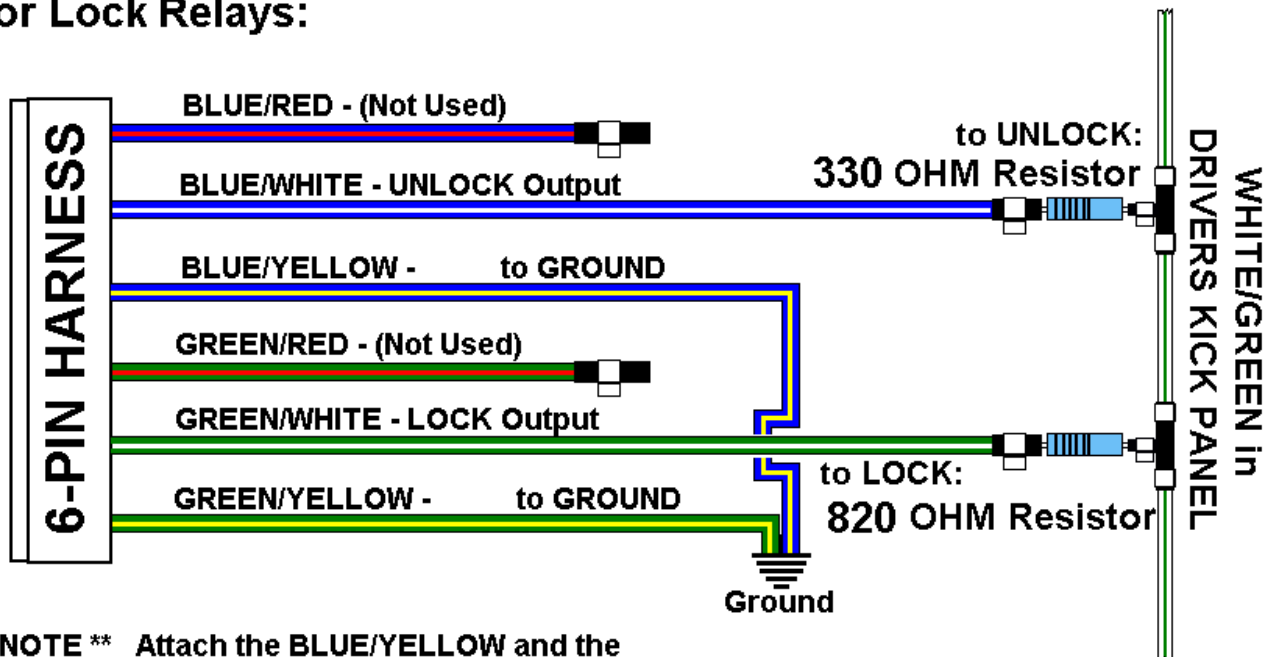 or Lock Relays:
BLUE/RED - (Not Used)
to UNLOCK:
330 OHM Resistor
BLUE/WHITE - UNLOCK Output
BLUE/YELLOW - to GROUND
GREEN/RED - (Not Used)
GREEN/WHITE - LOCK Output
to LOCK:
820 OHM Resistor
GREEN/YELLOW - to GROUND
Ground
6-PIN HARNESS
WHITE/GREEN in
DRIVERS KICK PANEL
NOTE ** Attach the BLUE/YELLOW and the